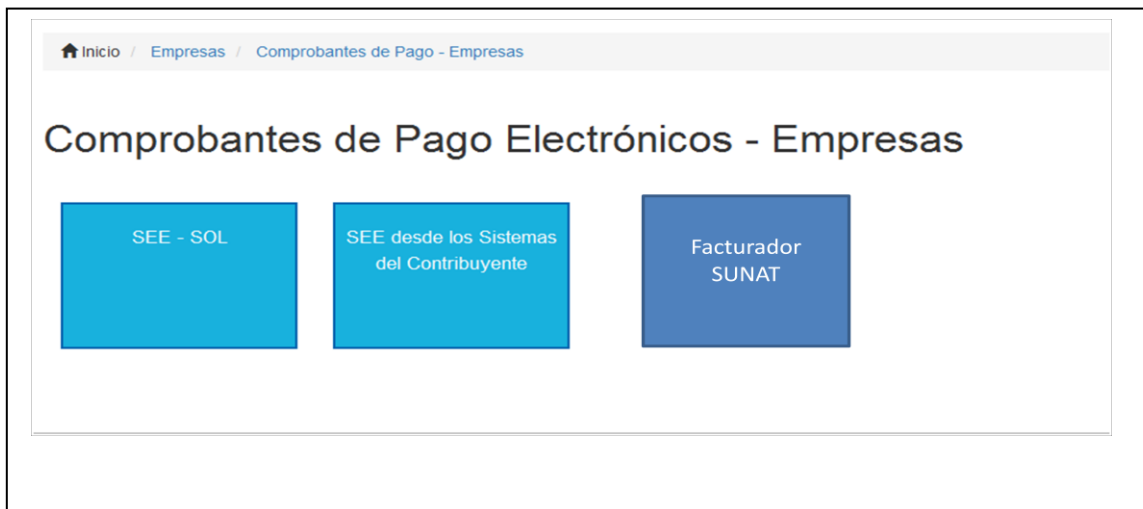 Inicio / Empresas / Comprobantes de Pago - Empresas
Comprobantes de Pago Electrónicos - Empresas
SEE - SOL
SEE desde los Sistemas
del Contribuyente
Facturador
SUNAT